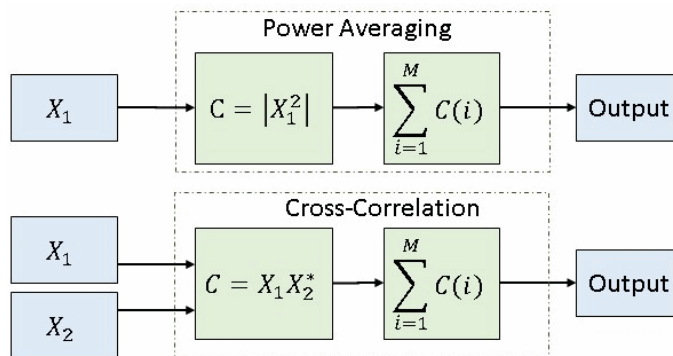 Power Averaging
X₁
C = |X₁²|
∑_{i=1}^{M} C(i)
Output
Cross-Correlation
X₁
X₂
C = X₁X₂*
∑_{i=1}^{M} C(i)
Output